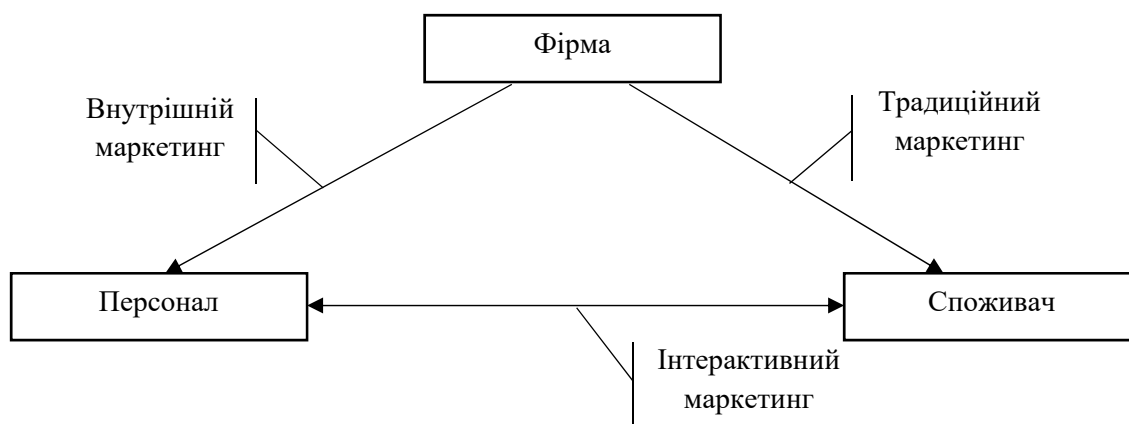 Фірма
Внутрішній
маркетинг
Традиційний
маркетинг
Персонал
Споживач
Інтерактивний
маркетинг